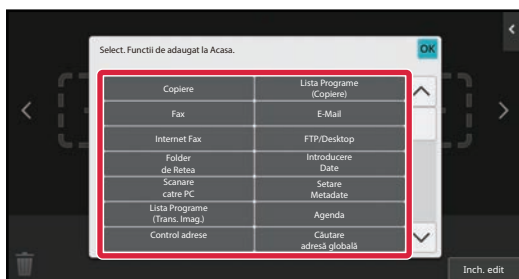 Select. Functii de adaugat la Acasa.
OK
Copiere
Lista Programe
(Copiere)
Fax
E-Mail
Internet Fax
FTP/Desktop
Folder
de Retea
Introducere
Date
Scanare
catre PC
Setare
Metadate
Lista Programe
(Trans. Imag.)
Agenda
Control adrese
Căutare
adresă globală
Inch. edit